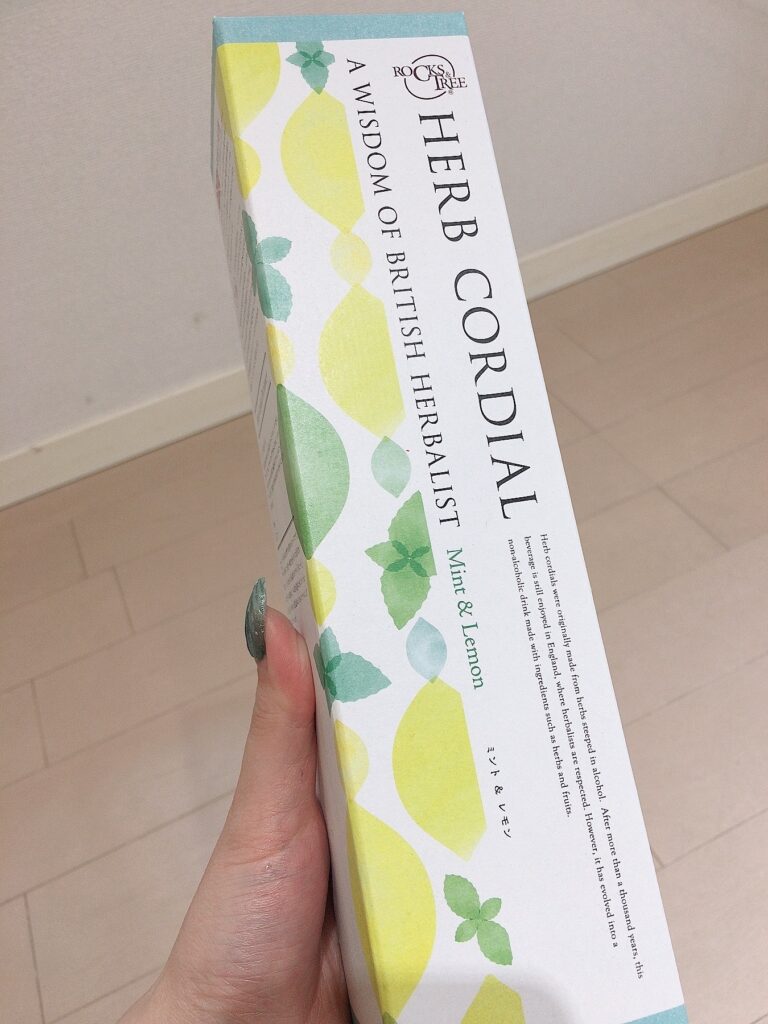 ROCKS & TREE
HERB CORDIAL
A WISDOM OF BRITISH HERBALIST
Mint & Lemon
ミント & レモン
Herb cordials were originally made from herbs steeped in alcohol. After more than a thousand years, this
beverage is still enjoyed in England, where herbalists are respected. However, it has evolved into a
non-alcoholic drink made with ingredients such as herbs and fruits.